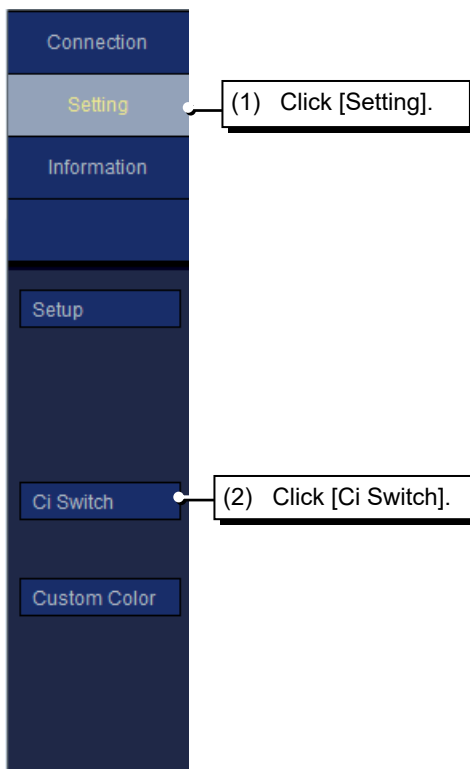 Connection
Setting
(1) Click [Setting].
Information
Setup
Ci Switch
(2) Click [Ci Switch].
Custom Color